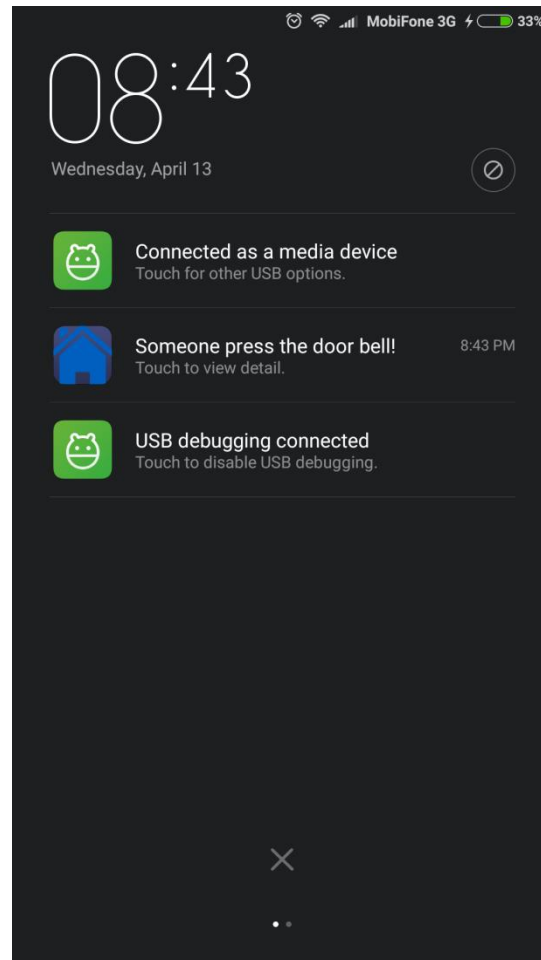 MobiFone 3G 33%
08:43
Wednesday, April 13
Connected as a media device
Touch for other USB options.
Someone press the door bell! 8:43 PM
Touch to view detail.
USB debugging connected
Touch to disable USB debugging.